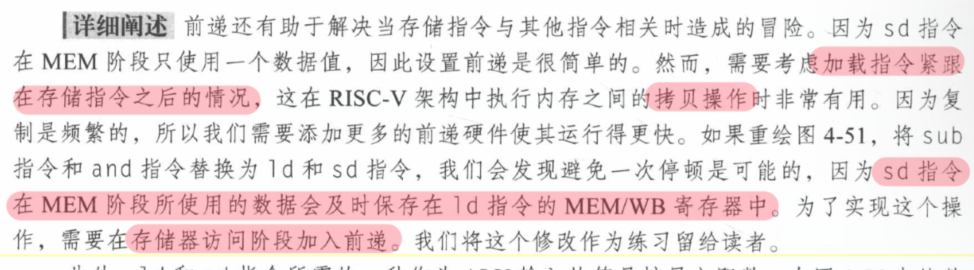 详细阐述 前递还有助于解决当存储指令与其他指令相关时造成的冒险。因为 sd 指令
在 MEM 阶段只使用一个数据值，因此设置前递是很简单的。然而，需要考虑加载指令紧跟
在存储指令之后的情况，这在 RISC-V 架构中执行内存之间的拷贝操作时非常有用。因为复
制是频繁的，所以我们需要添加更多的前递硬件使其运行得更快。如果重绘图 4-51，将 sub
指令和 and 指令替换为 ld 和 sd 指令，我们会发现避免一次停顿是可能的，因为 sd 指令
在 MEM 阶段所使用的数据会及时保存在 ld 指令的 MEM/WB 寄存器中。为了实现这个操
作，需要在存储器访问阶段加入前递。我们将这个修改作为练习留给读者。